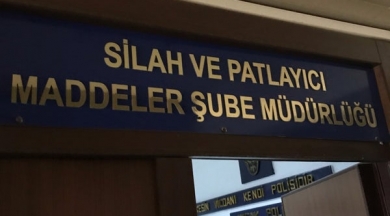 SİLAH VE PATLAYICI
MADDELER ŞUBE MÜDÜRLÜĞÜ
VİCDANI KENDİ POLİSİDİR